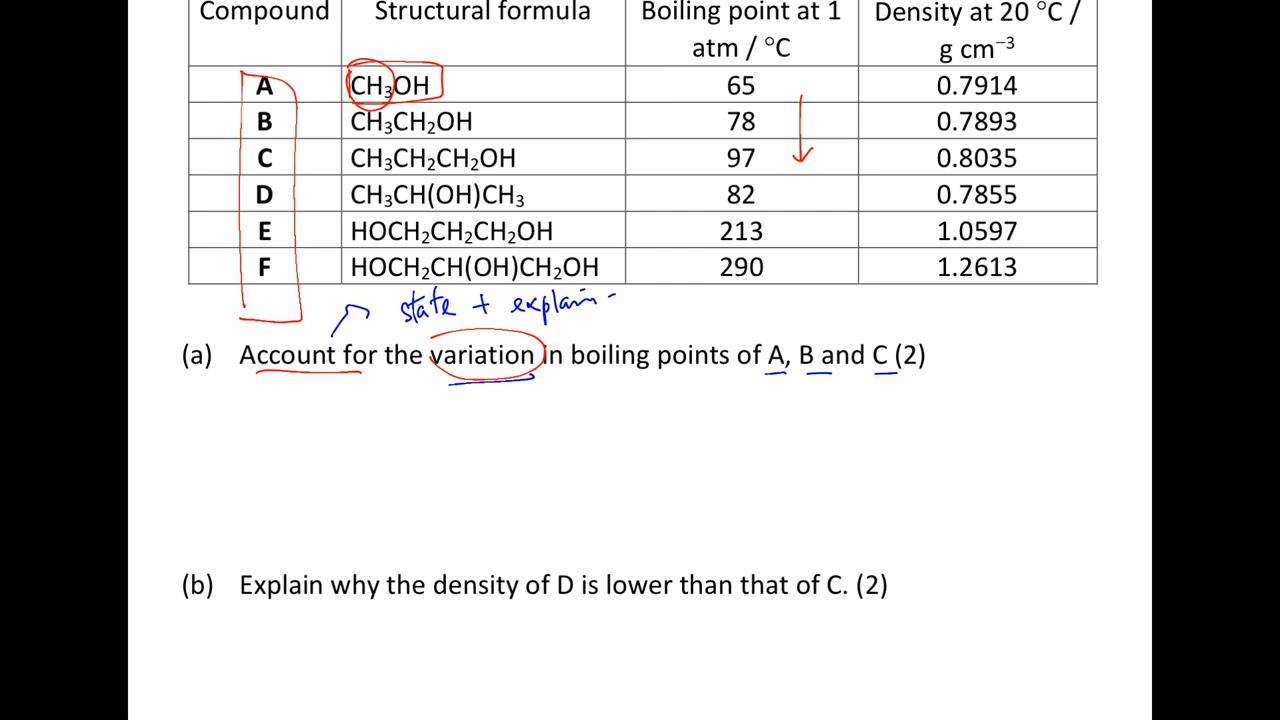 Compound Structural formula Boiling point at 1 Density at 20 °C /
atm / °C g cm⁻³
A CH₃OH 65 0.7914
B CH₃CH₂OH 78 0.7893
C CH₃CH₂CH₂OH 97 0.8035
D CH₃CH(OH)CH₃ 82 0.7855
E HOCH₂CH₂CH₂OH 213 1.0597
F HOCH₂CH(OH)CH₂OH 290 1.2613
state + explain -
(a) Account for the variation in boiling points of A, B and C (2)
(b) Explain why the density of D is lower than that of C. (2)